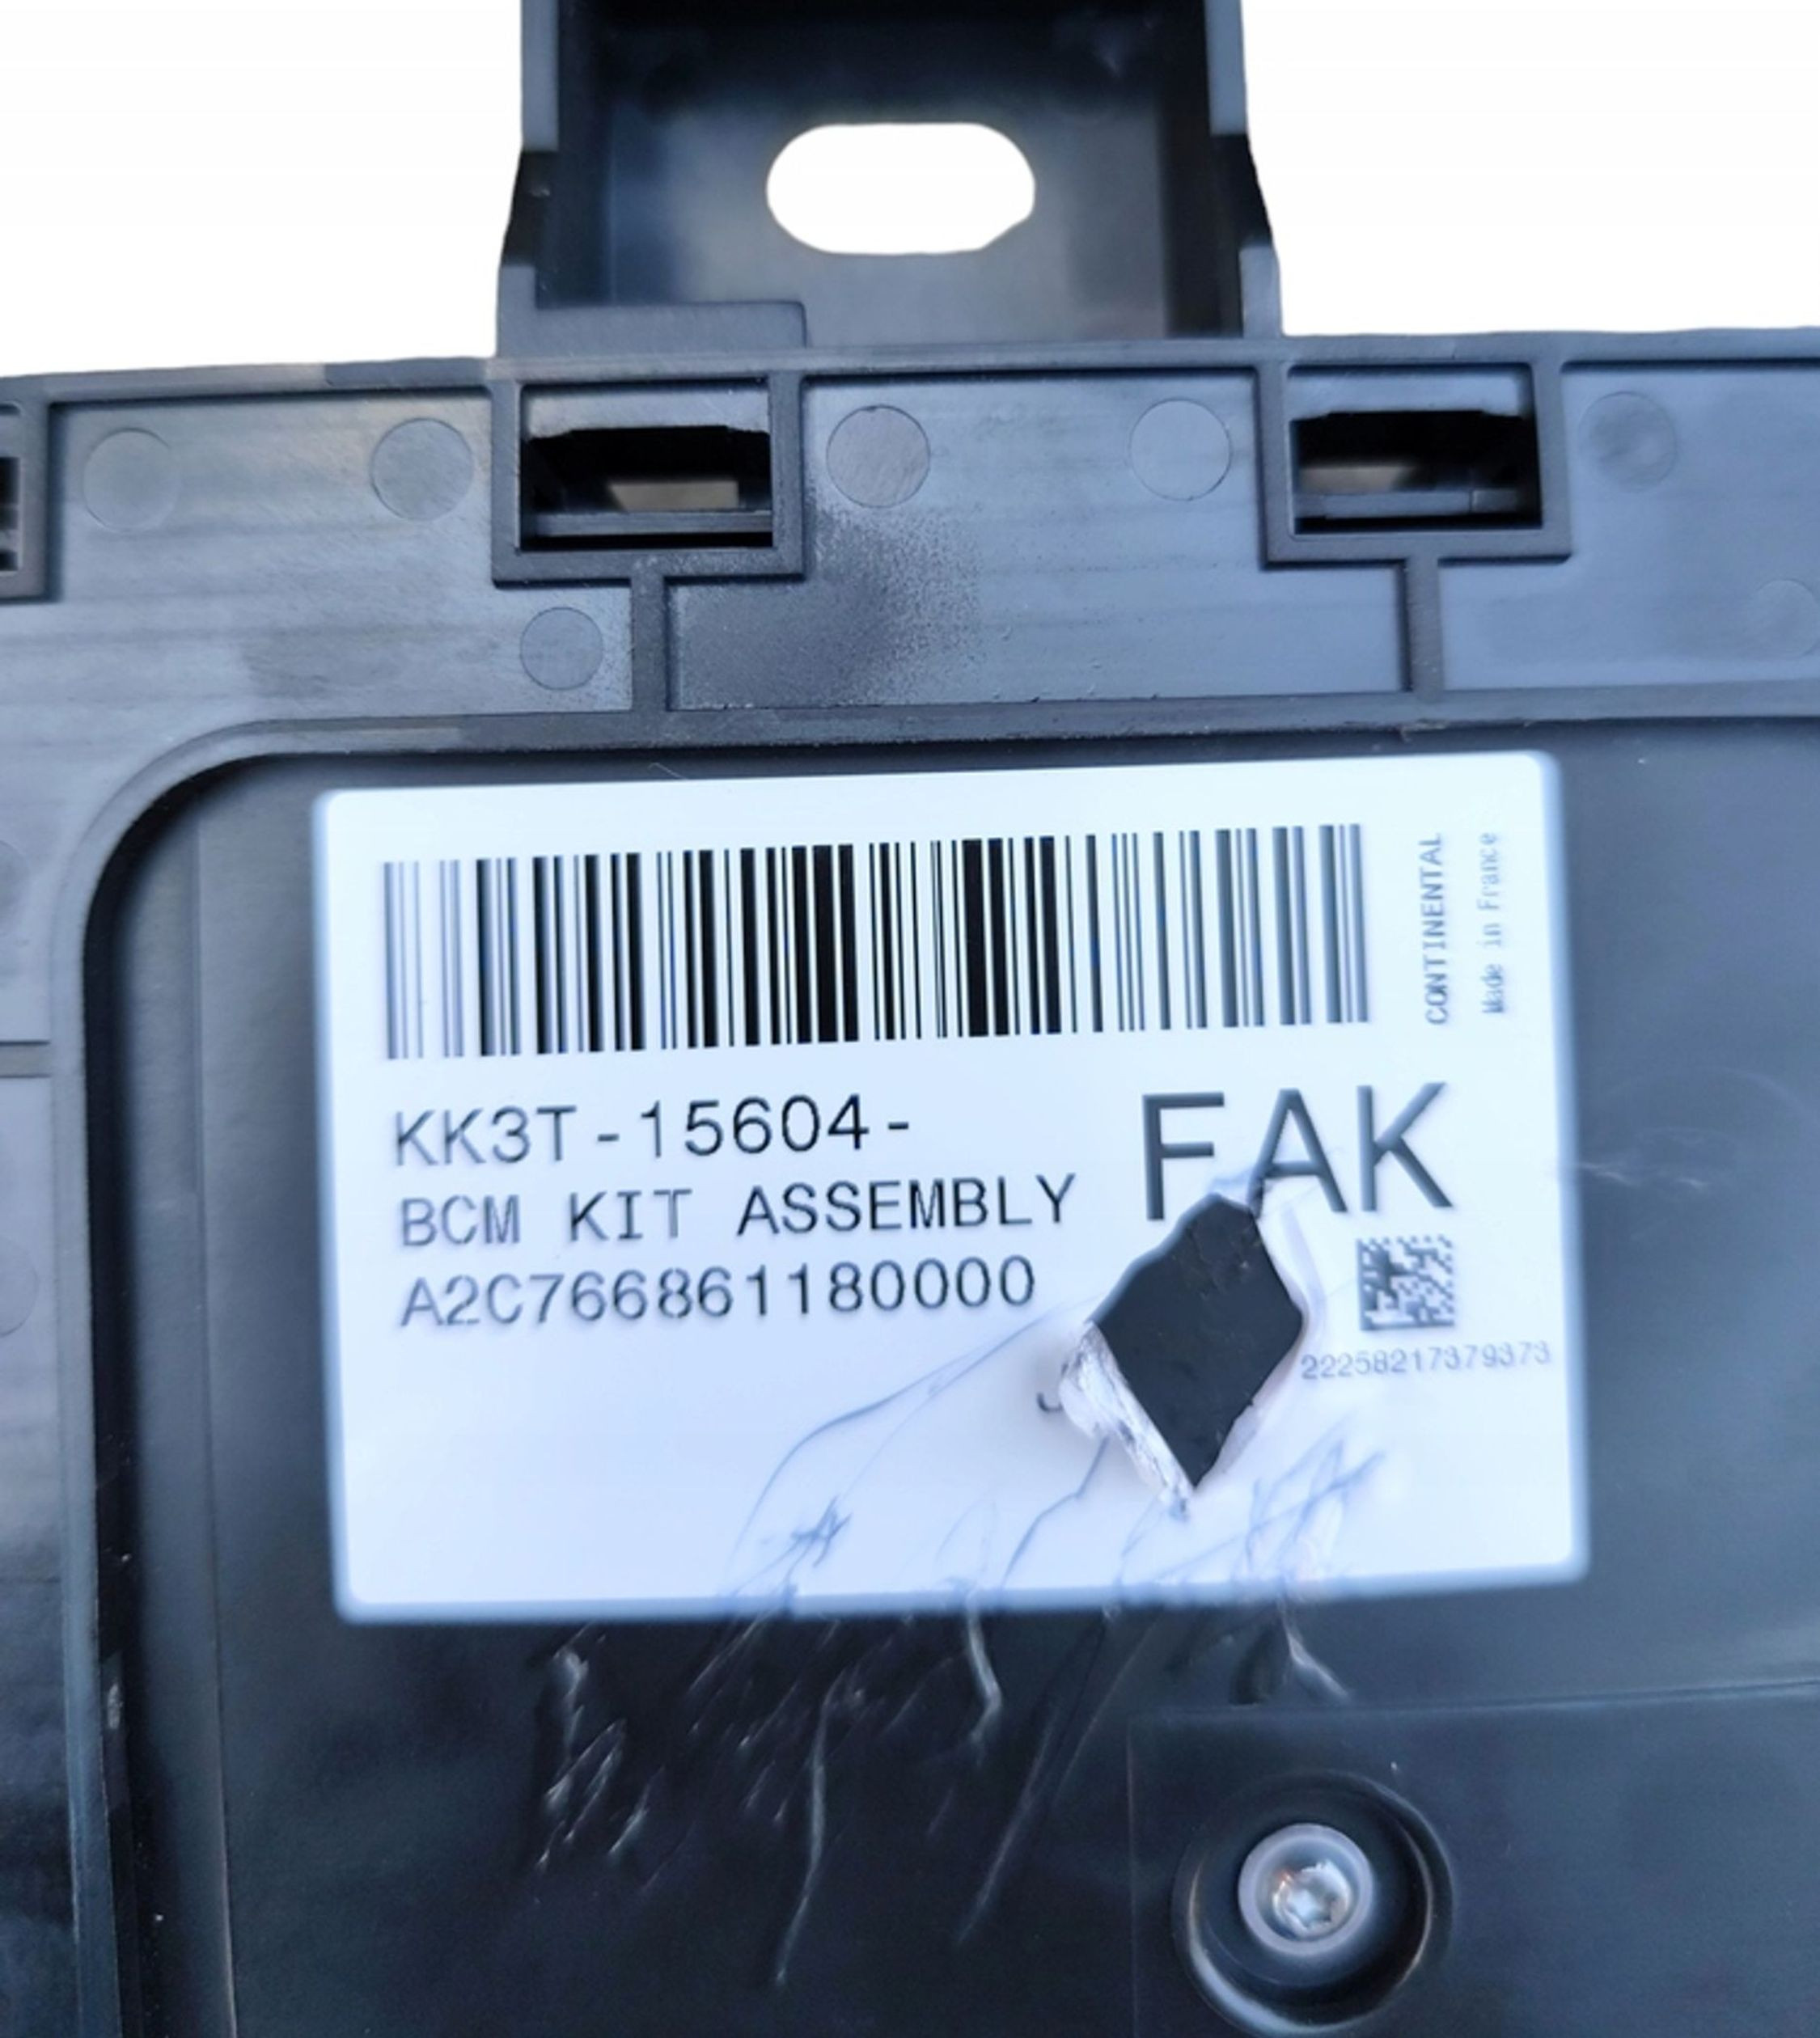 CONTINENTAL
Made in France
KK3T-15604- FAK
BCM KIT ASSEMBLY
A2C766861180000
22258217379373